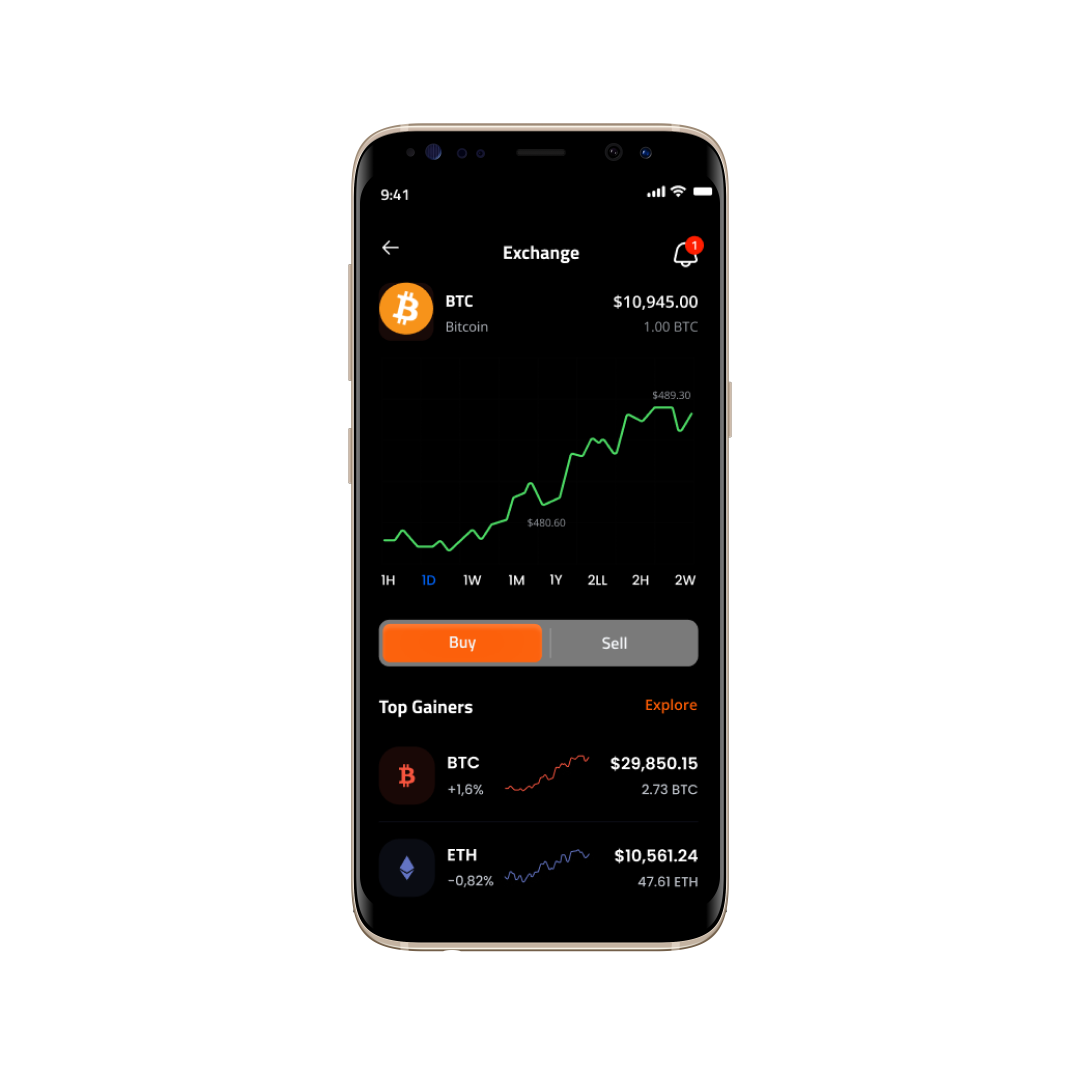 9:41
Exchange
1
BTC
$10,945.00
Bitcoin
1.00 BTC
$489.30
$480.60
1H 1D 1W 1M 1Y 2LL 2H 2W
Buy
Sell
Top Gainers
Explore
BTC
$29,850.15
+1,6%
2.73 BTC
ETH
$10,561.24
-0,82%
47.61 ETH